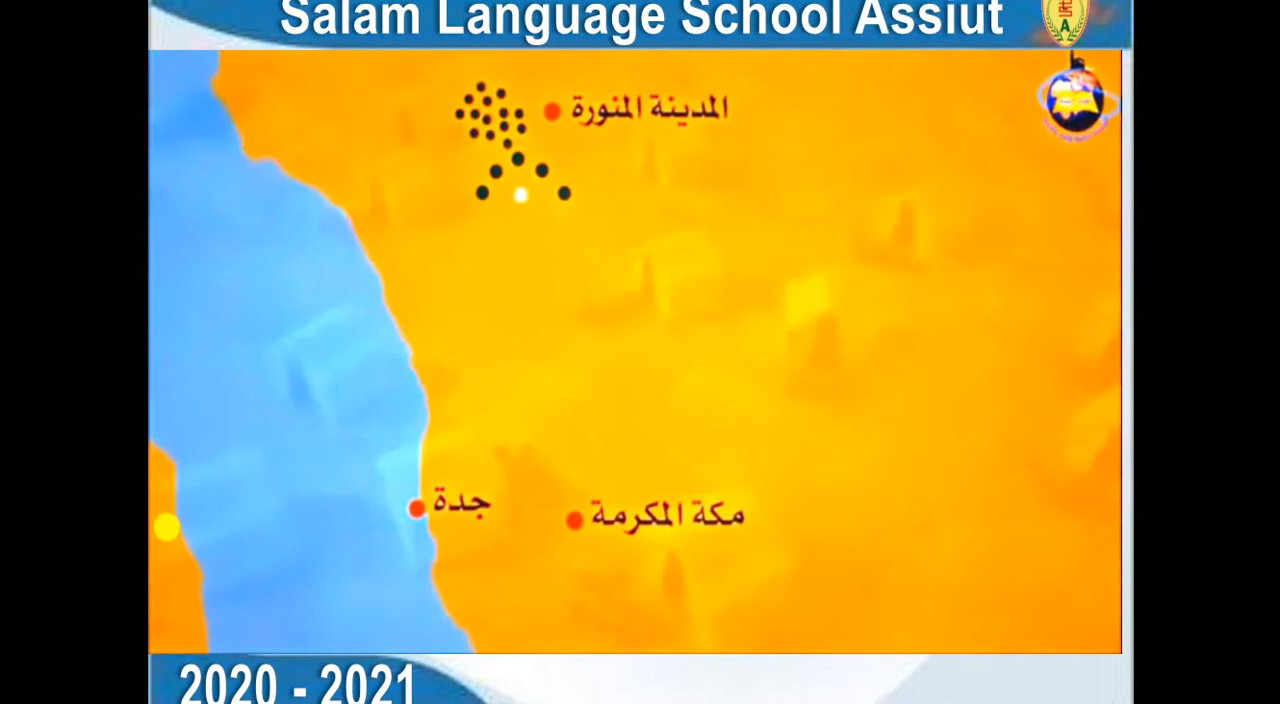 Salam Language School Assiut
المدينة المنورة
جدة
مكة المكرمة
2020 - 2021